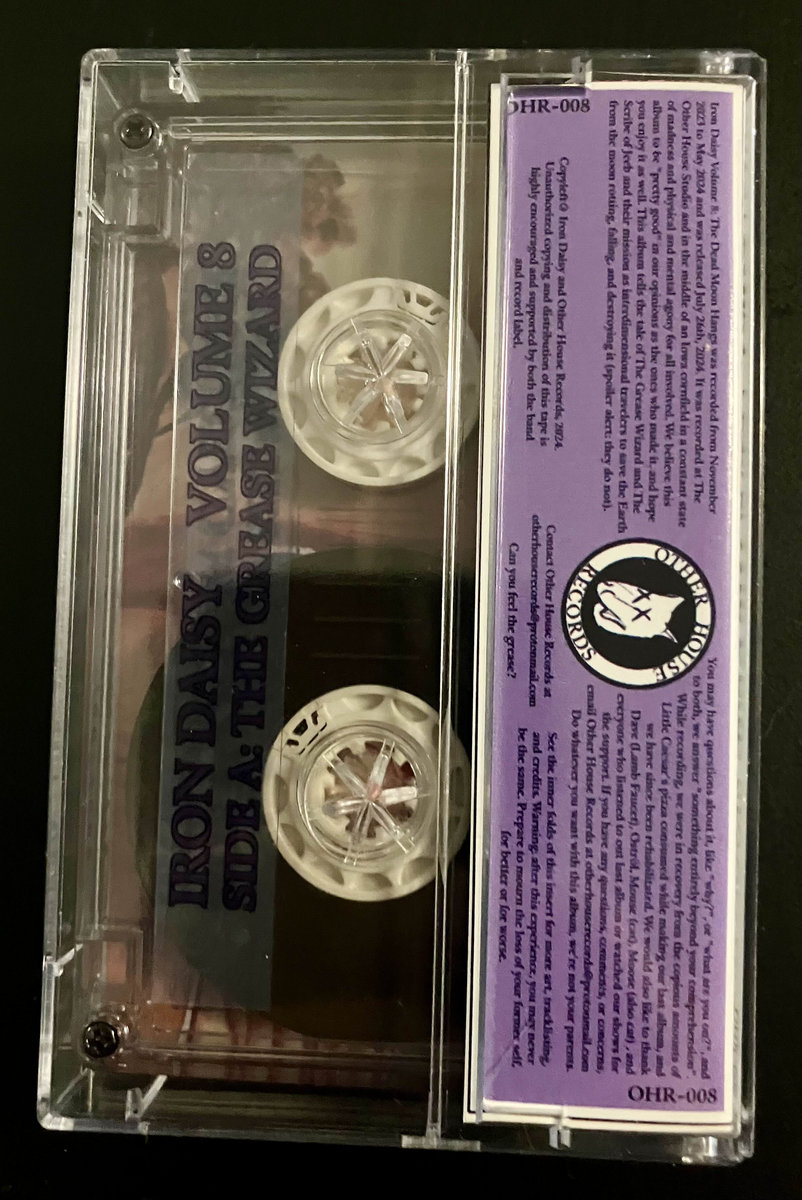 Iron Daisy Volume 8: The Dead Moon Hangs was recorded from November
2023 to May 2024 and was released July 26th, 2024. It was recorded at The
Other House Studio and in the middle of an Iowa cornfield in a constant state
of madness and physical and mental agony for all involved. We believe this
album to be "pretty good" in our opinions as the ones who made it, and hope
you enjoy it as well. This album tells the tale of The Grease Wizard and The
Scribe of Jeeb and their mission as interdimensional travelers to save the Earth
from the moon rotting, falling, and destroying it (spoiler alert: they do not).
OHR-008
Copyleft Iron Daisy and Other House Records, 2024.
Unauthorized copying and distribution of this tape is
highly encouraged and supported by both the band
and record label.
OTHER HOUSE
RECORDS
Contact Other House Records at
otherhouserecords@protonmail.com
Can you feel the grease?
You may have questions about it, like "why?", or "what are you on?", and
to both, we answer "something entirely beyond your comprehension"
While recording, we were in recovery from the copious amounts of
Little Caesar's pizza consumed while making our last album, and
we have since been rehabilitated. We would also like to thank
Dave (Lamb Faucet), Mouse (cat), Moose (also cat), and
everyone who listened to our last album or watched our shows for
the support. If you have any questions, comments, or concerns,
email Other House Records at otherhouserecords@protonmail.com
Do whatever you want with this album, we're not your parents.
See the inner folds of this insert for more art, tracklisting,
and credits. Warning: after this experience, you may never
be the same. Prepare to mourn the loss of your former self,
for better or for worse.
OHR-008
IRON DAISY VOLUME 8
SIDE A: THE GREASE WIZARD